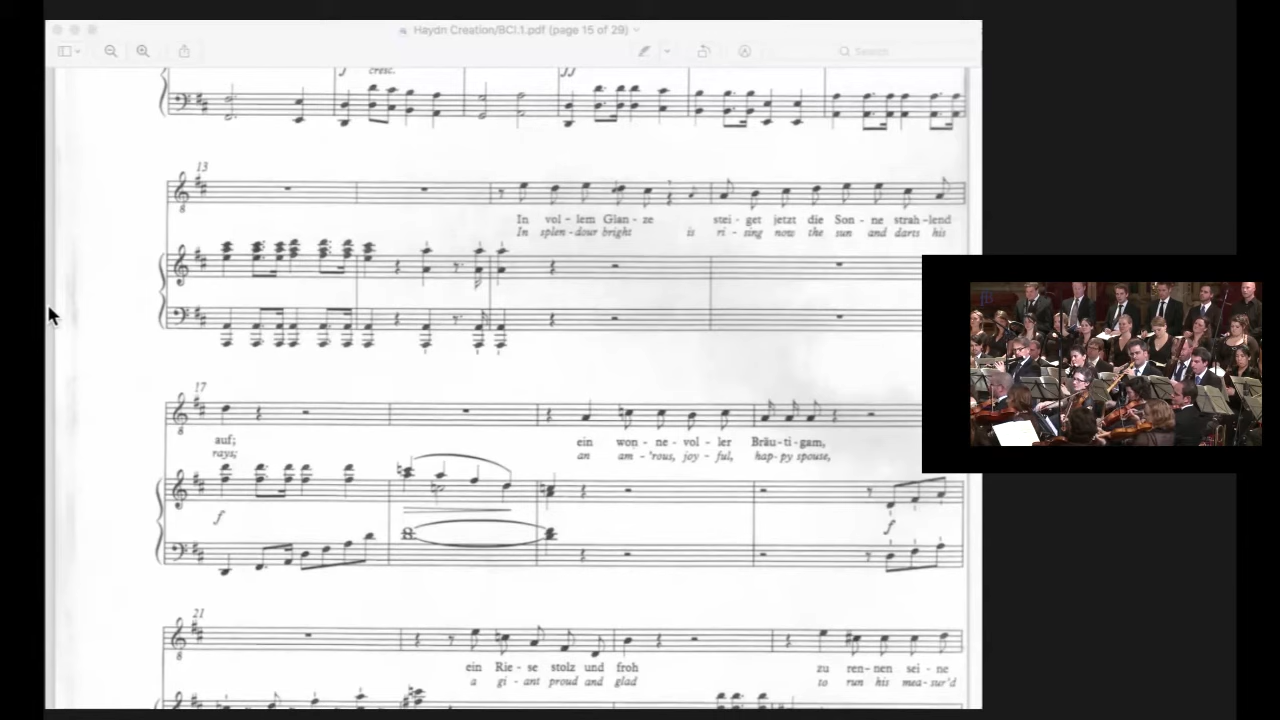 Haydn Creation/BCI.1.pdf (page 15 of 29)
Search
f cresc. ff
13
8
In vol - lem Glan - ze stei - get jetzt die Son - ne strah - lend
In splen - dour bright is ri - sing now the sun and darts his
17
8
auf; ein won - ne - vol - ler Bräu - ti - gam,
rays; an am - 'rous, joy - ful, hap - py spouse,
f f
21
8
ein Rie - se stolz und froh zu ren - nen sei - ne
a gi - ant proud and glad to run his mea - sur'd